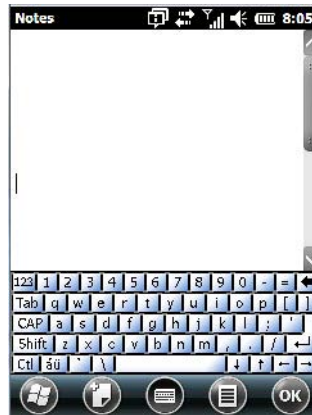 Notes 8:05
123 1 2 3 4 5 6 7 8 9 0 - =
Tab q w e r t y u i o p [ ]
CAP a s d f g h j k l ; '
Shift z x c v b n m , . /
Ctl áü ` \
OK